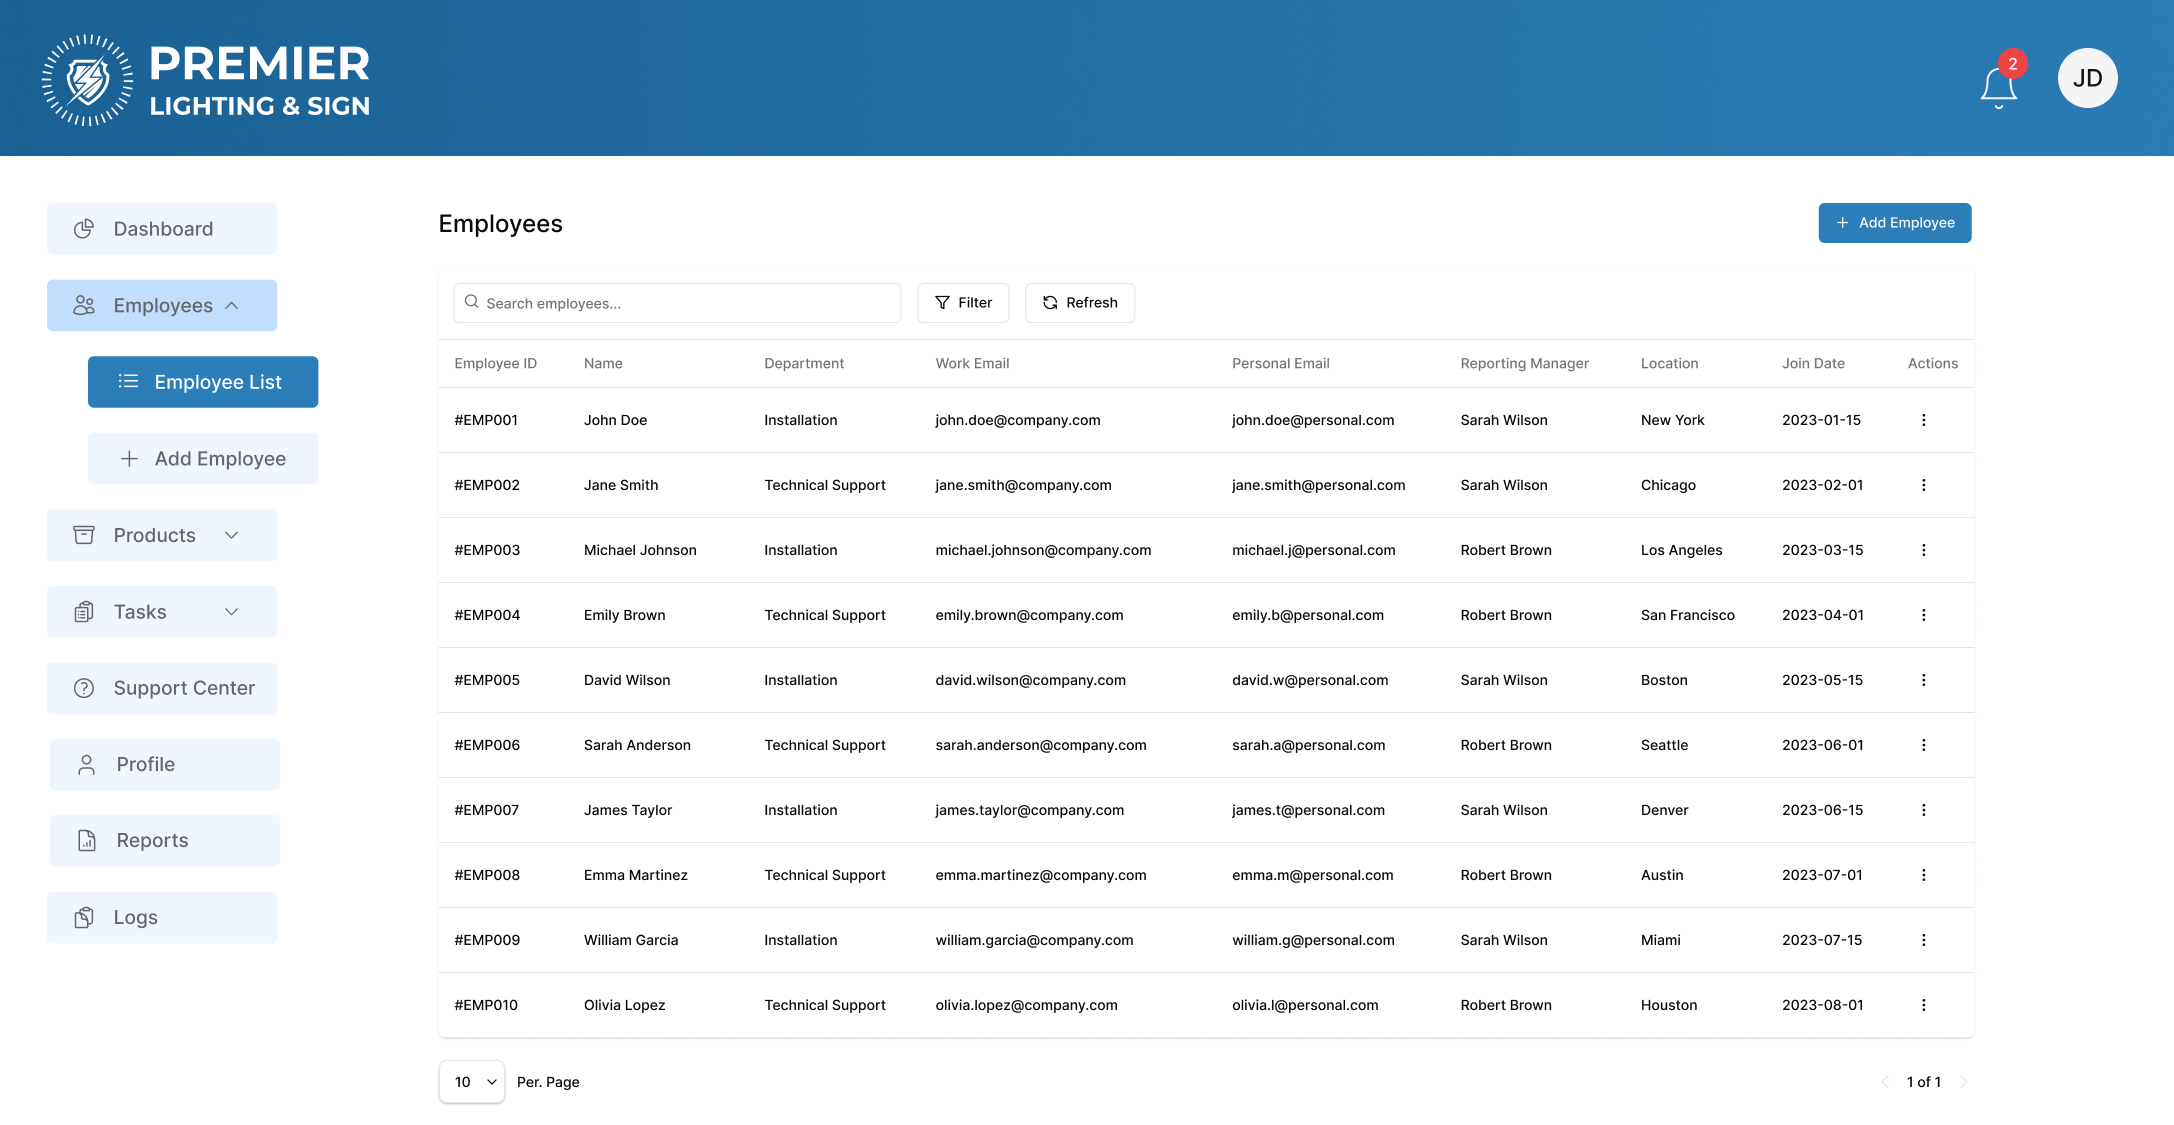 PREMIER
LIGHTING & SIGN
2
JD
Dashboard
Employees
Employee List
Add Employee
Products
Tasks
Support Center
Profile
Reports
Logs
Employees
Add Employee
Search employees...
Filter
Refresh
Employee ID Name Department Work Email Personal Email Reporting Manager Location Join Date Actions
#EMP001 John Doe Installation john.doe@company.com john.doe@personal.com Sarah Wilson New York 2023-01-15
#EMP002 Jane Smith Technical Support jane.smith@company.com jane.smith@personal.com Sarah Wilson Chicago 2023-02-01
#EMP003 Michael Johnson Installation michael.johnson@company.com michael.j@personal.com Robert Brown Los Angeles 2023-03-15
#EMP004 Emily Brown Technical Support emily.brown@company.com emily.b@personal.com Robert Brown San Francisco 2023-04-01
#EMP005 David Wilson Installation david.wilson@company.com david.w@personal.com Sarah Wilson Boston 2023-05-15
#EMP006 Sarah Anderson Technical Support sarah.anderson@company.com sarah.a@personal.com Robert Brown Seattle 2023-06-01
#EMP007 James Taylor Installation james.taylor@company.com james.t@personal.com Sarah Wilson Denver 2023-06-15
#EMP008 Emma Martinez Technical Support emma.martinez@company.com emma.m@personal.com Robert Brown Austin 2023-07-01
#EMP009 William Garcia Installation william.garcia@company.com william.g@personal.com Sarah Wilson Miami 2023-07-15
#EMP010 Olivia Lopez Technical Support olivia.lopez@company.com olivia.l@personal.com Robert Brown Houston 2023-08-01
10 Per. Page
1 of 1